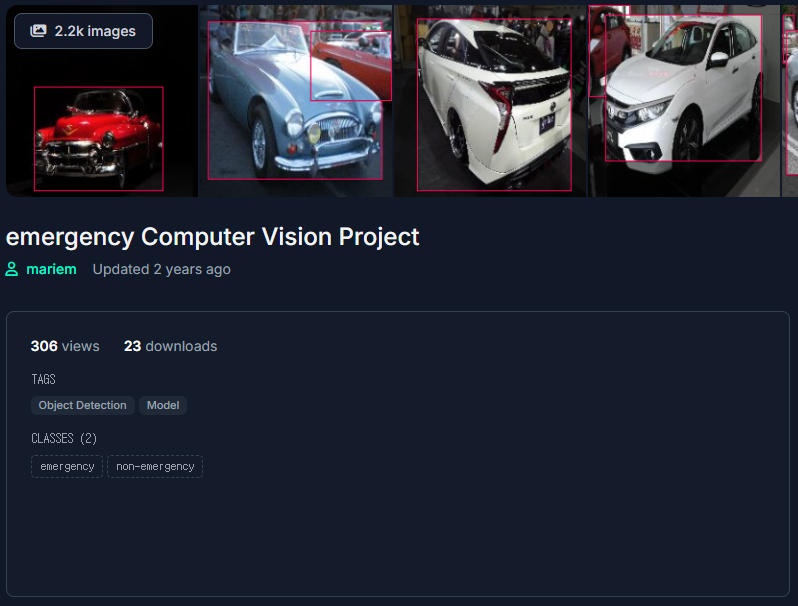 2.2k images
emergency Computer Vision Project
mariem Updated 2 years ago
306 views 23 downloads
TAGS
Object Detection Model
CLASSES (2)
emergency non-emergency